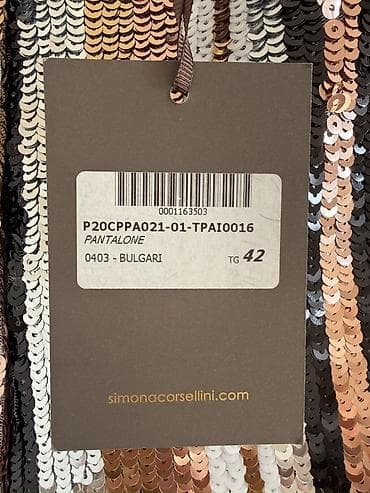 0001163503
P20CPPA021-01-TPAI0016
PANTALONE
0403 - BULGARI TG 42
simonacorsellini.com